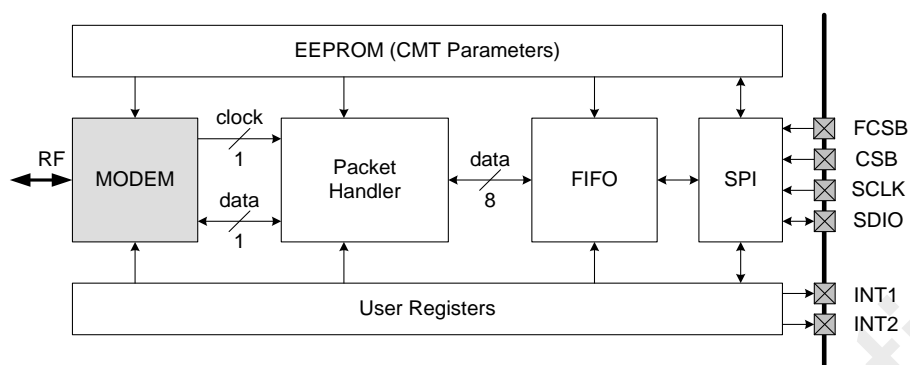 EEPROM (CMT Parameters)
RF
MODEM
clock
1
data
1
Packet
Handler
data
8
FIFO
SPI
FCSB
CSB
SCLK
SDIO
User Registers
INT1
INT2